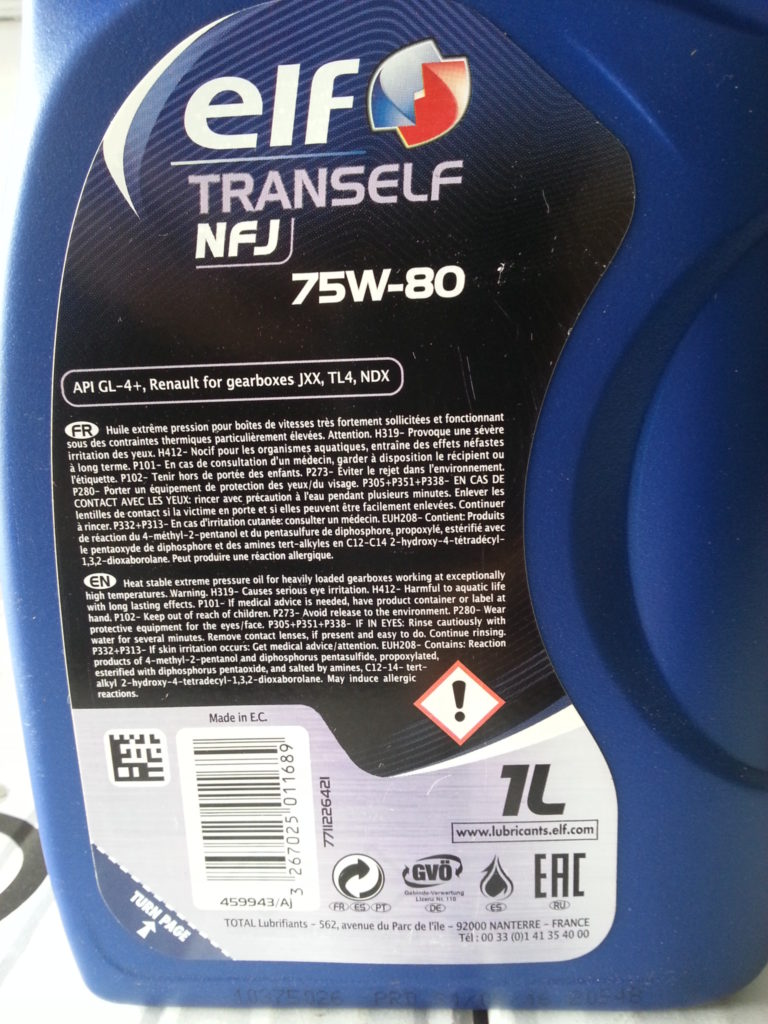 elf
TRANSELF
NFJ
75W-80
API GL-4+, Renault for gearboxes JXX, TL4, NDX
FR Huile extrême pression pour boîtes de vitesses très fortement sollicitées et fonctionnant
sous des contraintes thermiques particulièrement élevées. Attention. H319- Provoque une sévère
irritation des yeux. H412- Nocif pour les organismes aquatiques, entraîne des effets néfastes
à long terme. P101- En cas de consultation d'un médecin, garder à disposition le récipient ou
l'étiquette. P102- Tenir hors de portée des enfants. P273- Éviter le rejet dans l'environnement.
P280- Porter un équipement de protection des yeux/du visage. P305+P351+P338- EN CAS DE
CONTACT AVEC LES YEUX: rincer avec précaution à l'eau pendant plusieurs minutes. Enlever les
lentilles de contact si la victime en porte et si elles peuvent être facilement enlevées. Continuer
à rincer. P332+P313- En cas d'irritation cutanée: consulter un médecin. EUH208- Contient: Produits
de réaction du 4-méthyl-2-pentanol et du pentasulfure de diphosphore, propoxylé, estérifié avec
le pentaoxyde de diphosphore et des amines tert-alkyles en C12-C14 2-hydroxy-4-tétradécyl-
1,3,2-dioxaborolane. Peut produire une réaction allergique.
EN Heat stable extreme pressure oil for heavily loaded gearboxes working at exceptionally
high temperatures. Warning. H319- Causes serious eye irritation. H412- Harmful to aquatic life
with long lasting effects. P101- If medical advice is needed, have product container or label at
hand. P102- Keep out of reach of children. P273- Avoid release to the environment. P280- Wear
protective equipment for the eyes/face. P305+P351+P338- IF IN EYES: Rinse cautiously with
water for several minutes. Remove contact lenses, if present and easy to do. Continue rinsing.
P332+P313- If skin irritation occurs: Get medical advice/attention. EUH208- Contains: Reaction
products of 4-methyl-2-pentanol and diphosphorus pentasulfide, propoxylated,
esterified with diphosphorus pentaoxide, and salted by amines, C12-14- tert-
alkyl 2-hydroxy-4-tetradecyl-1,3,2-dioxaborolane. May induce allergic
reactions.
Made in E.C.
3 267025 011689
7711226421
459943/AJ
1L
www.lubricants.elf.com
GVÖ
Gebinde-Verwertung
Lizenz Nr. 110
EAC
FR ES PT
DE
ES
RU
TURN PAGE
TOTAL Lubrifiants - 562, avenue du Parc de l'île - 92000 NANTERRE - FRANCE
Tél : 00 33 (0)1 41 35 40 00